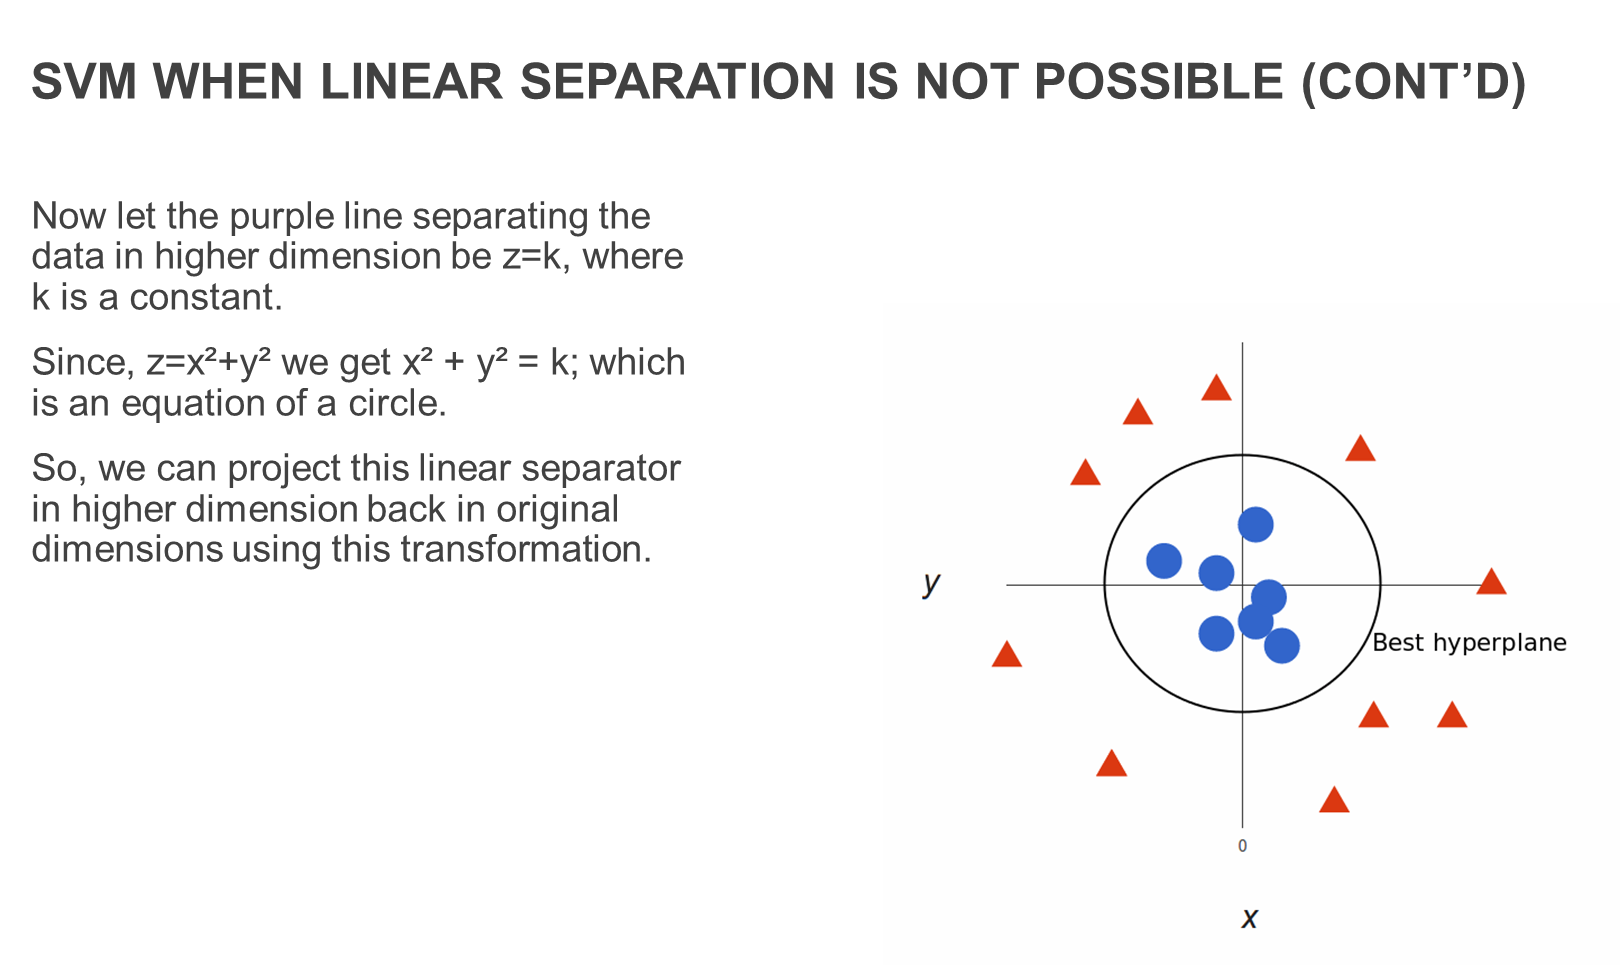 SVM WHEN LINEAR SEPARATION IS NOT POSSIBLE (CONT’D)
Now let the purple line separating the
data in higher dimension be z=k, where
k is a constant.
Since, z=x²+y² we get x² + y² = k; which
is an equation of a circle.
So, we can project this linear separator
in higher dimension back in original
dimensions using this transformation.
y
Best hyperplane
0
x